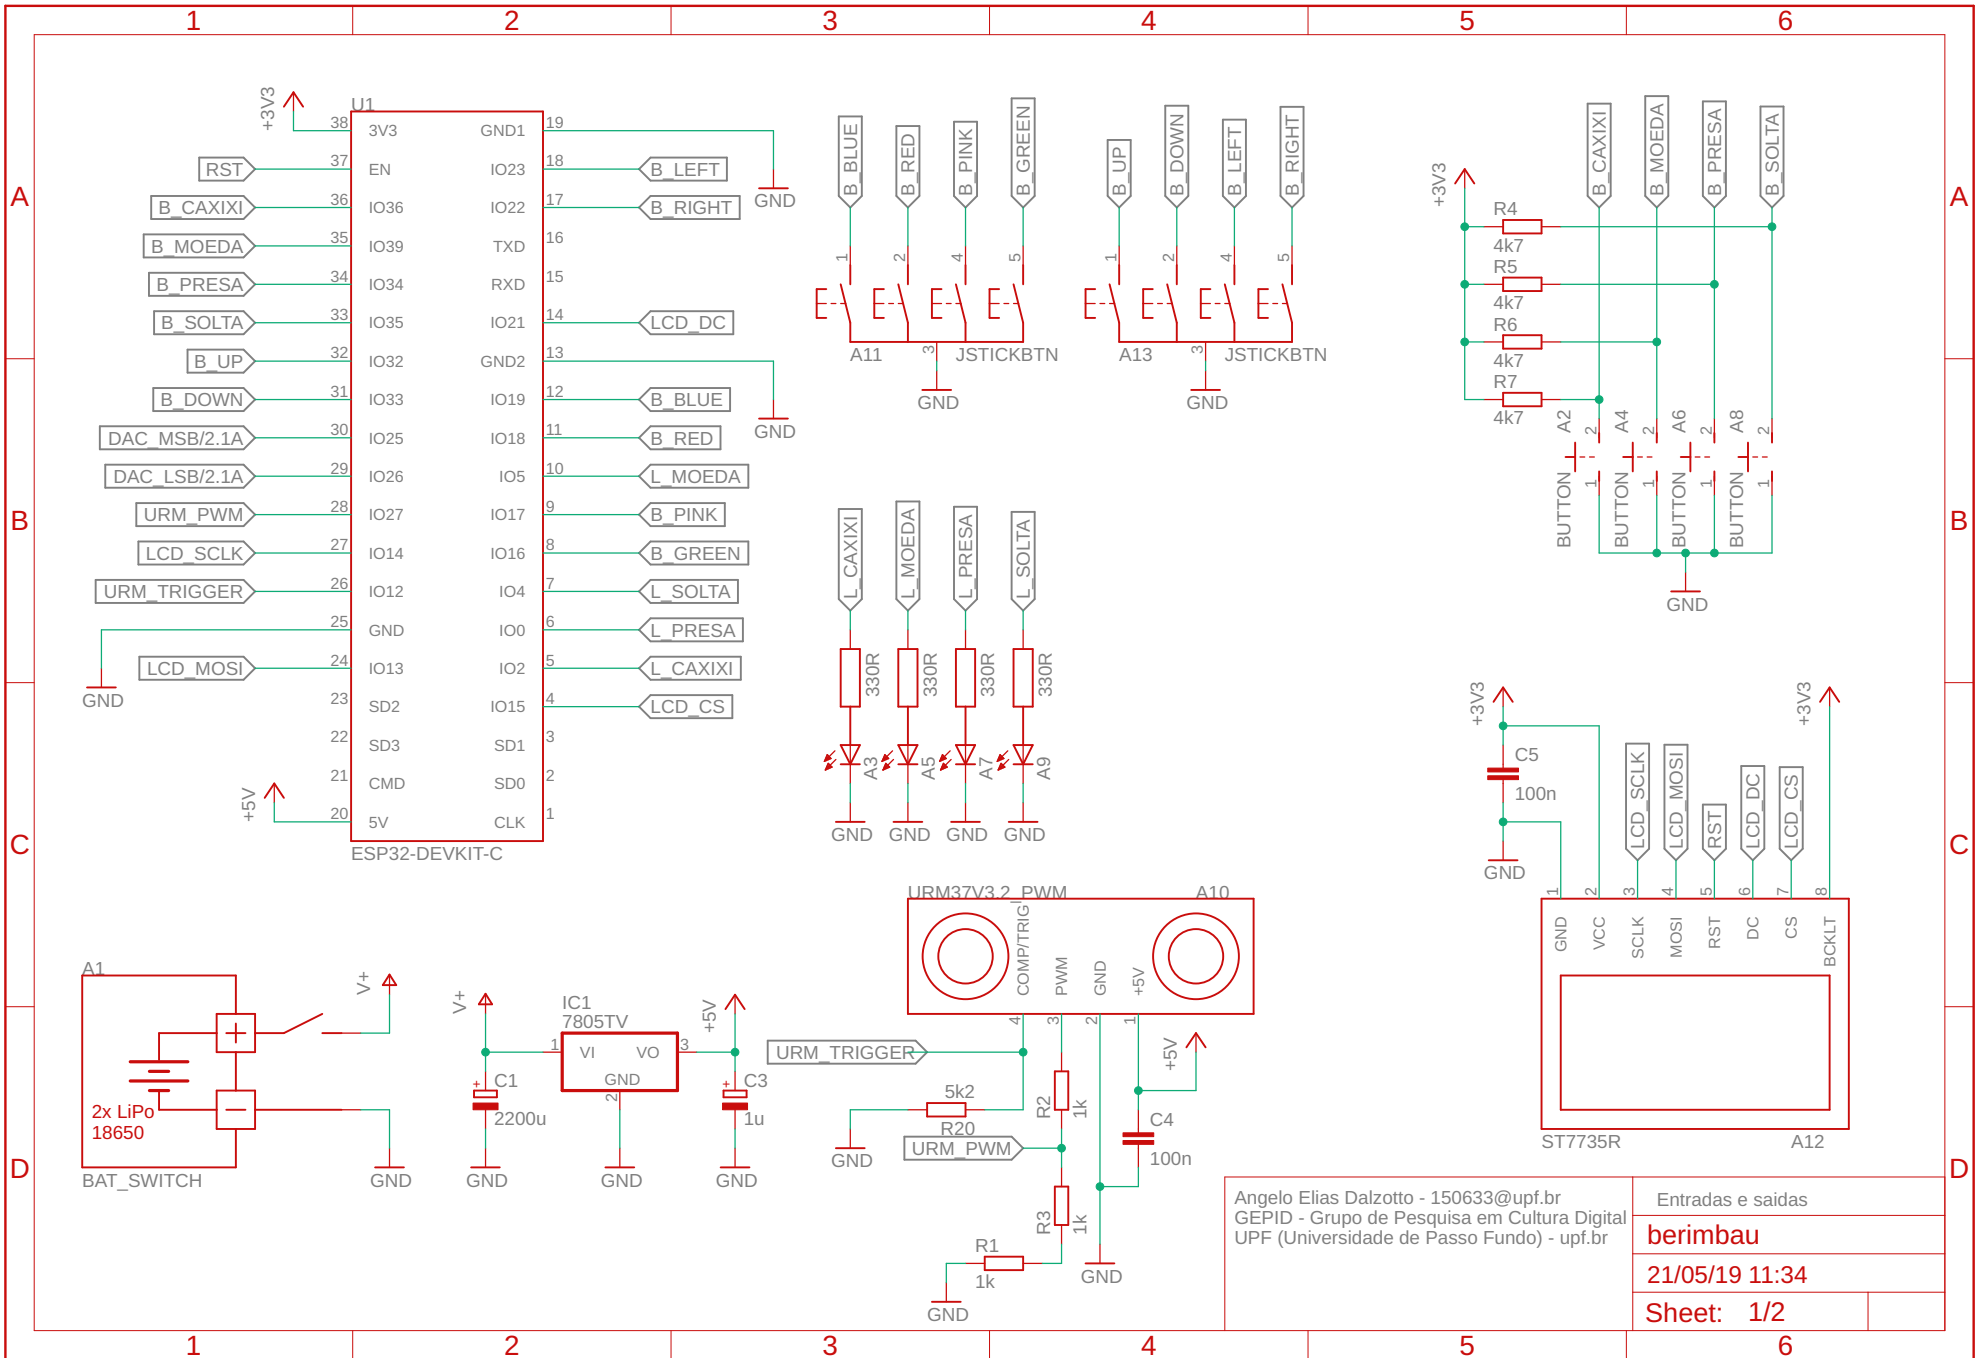 1 2 3 4 5 6
A A
B B
C C
D D
+3V3
U1
38 3V3 GND1 19
RST 37 EN IO23 18 B_LEFT
GND
B_CAXIXI 36 IO36 IO22 17 B_RIGHT
B_MOEDA 35 IO39 TXD 16
B_PRESA 34 IO34 RXD 15
B_SOLTA 33 IO35 IO21 14 LCD_DC
B_UP 32 IO32 GND2 13
B_DOWN 31 IO33 IO19 12 B_BLUE
GND
DAC_MSB/2.1A 30 IO25 IO18 11 B_RED
DAC_LSB/2.1A 29 IO26 IO5 10 L_MOEDA
URM_PWM 28 IO27 IO17 9 B_PINK
LCD_SCLK 27 IO14 IO16 8 B_GREEN
URM_TRIGGER 26 IO12 IO4 7 L_SOLTA
25 GND IO0 6 L_PRESA
LCD_MOSI 24 IO13 IO2 5 L_CAXIXI
GND
23 SD2 IO15 4 LCD_CS
22 SD3 SD1 3
21 CMD SD0 2
+5V
20 5V CLK 1
ESP32-DEVKIT-C
B_BLUE B_RED B_PINK B_GREEN
1 2 4 5
A11 3 JSTICKBTN
GND
B_UP B_DOWN B_LEFT B_RIGHT
1 2 4 5
A13 3 JSTICKBTN
GND
B_CAXIXI B_MOEDA B_PRESA B_SOLTA
+3V3
R4
4k7
R5
4k7
R6
4k7
R7
4k7
A2 A4 A6 A8
2 2 2 2
1 1 1 1
BUTTON BUTTON BUTTON BUTTON
GND
L_CAXIXI L_MOEDA L_PRESA L_SOLTA
330R 330R 330R 330R
A3 A5 A7 A9
GND GND GND GND
+3V3 +3V3
C5
100n
GND
LCD_SCLK LCD_MOSI RST LCD_DC LCD_CS
1 2 3 4 5 6 7 8
GND VCC SCLK MOSI RST DC CS BCKLT
ST7735R A12
URM37V3.2_PWM A10
COMP/TRIG PWM GND +5V
4 3 2 1
URM_TRIGGER
+5V
5k2
R20
GND
URM_PWM
R2 1k
C4
100n
R3 1k
R1
1k
GND
GND
A1
V+
2x LiPo
18650
BAT_SWITCH
GND
V+
IC1
7805TV
1 VI VO 3
GND
2
+5V
C1
2200u
C3
1u
GND GND GND
Angelo Elias Dalzotto - 150633@upf.br
GEPID - Grupo de Pesquisa em Cultura Digital
UPF (Universidade de Passo Fundo) - upf.br
Entradas e saidas
berimbau
21/05/19 11:34
Sheet: 1/2
1 2 3 4 5 6